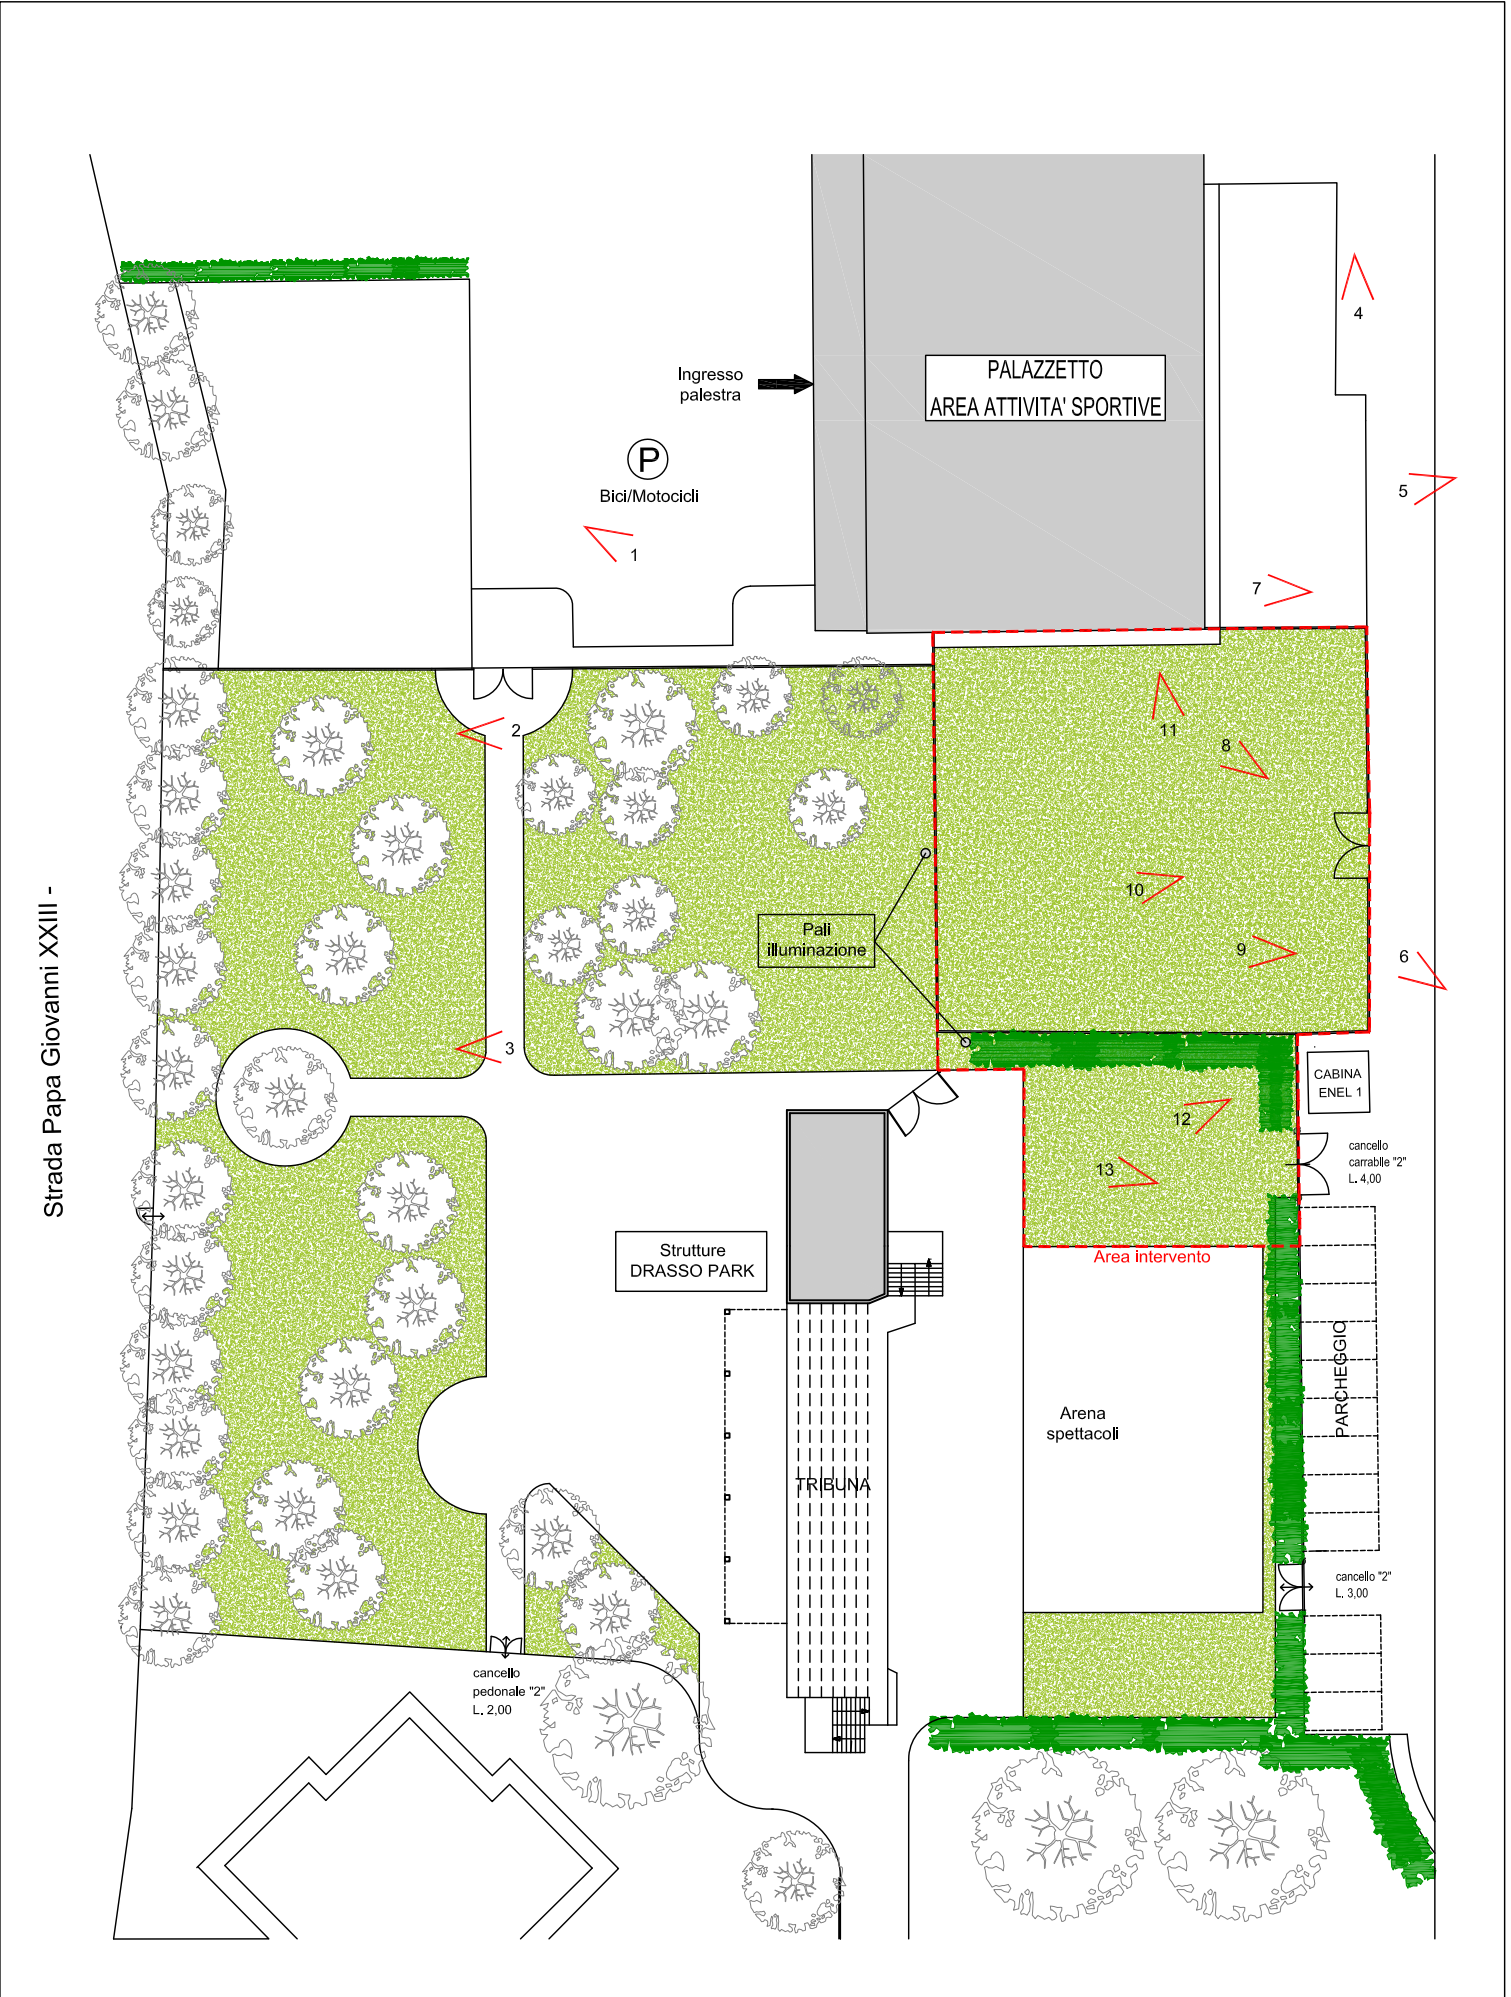 4
PALAZZETTO
AREA ATTIVITA' SPORTIVE
Ingresso
palestra
P
Bici/Motocicli
5
1
7
2
11
8
10
Pali
illuminazione
9
6
Strada Papa Giovanni XXIII -
3
CABINA
ENEL 1
12
cancello
carrabile "2"
L. 4,00
13
Strutture
DRASSO PARK
Area intervento
PARCHEGGIO
Arena
spettacoli
TRIBUNA
cancello "2"
L. 3,00
cancello
pedonale "2"
L. 2,00